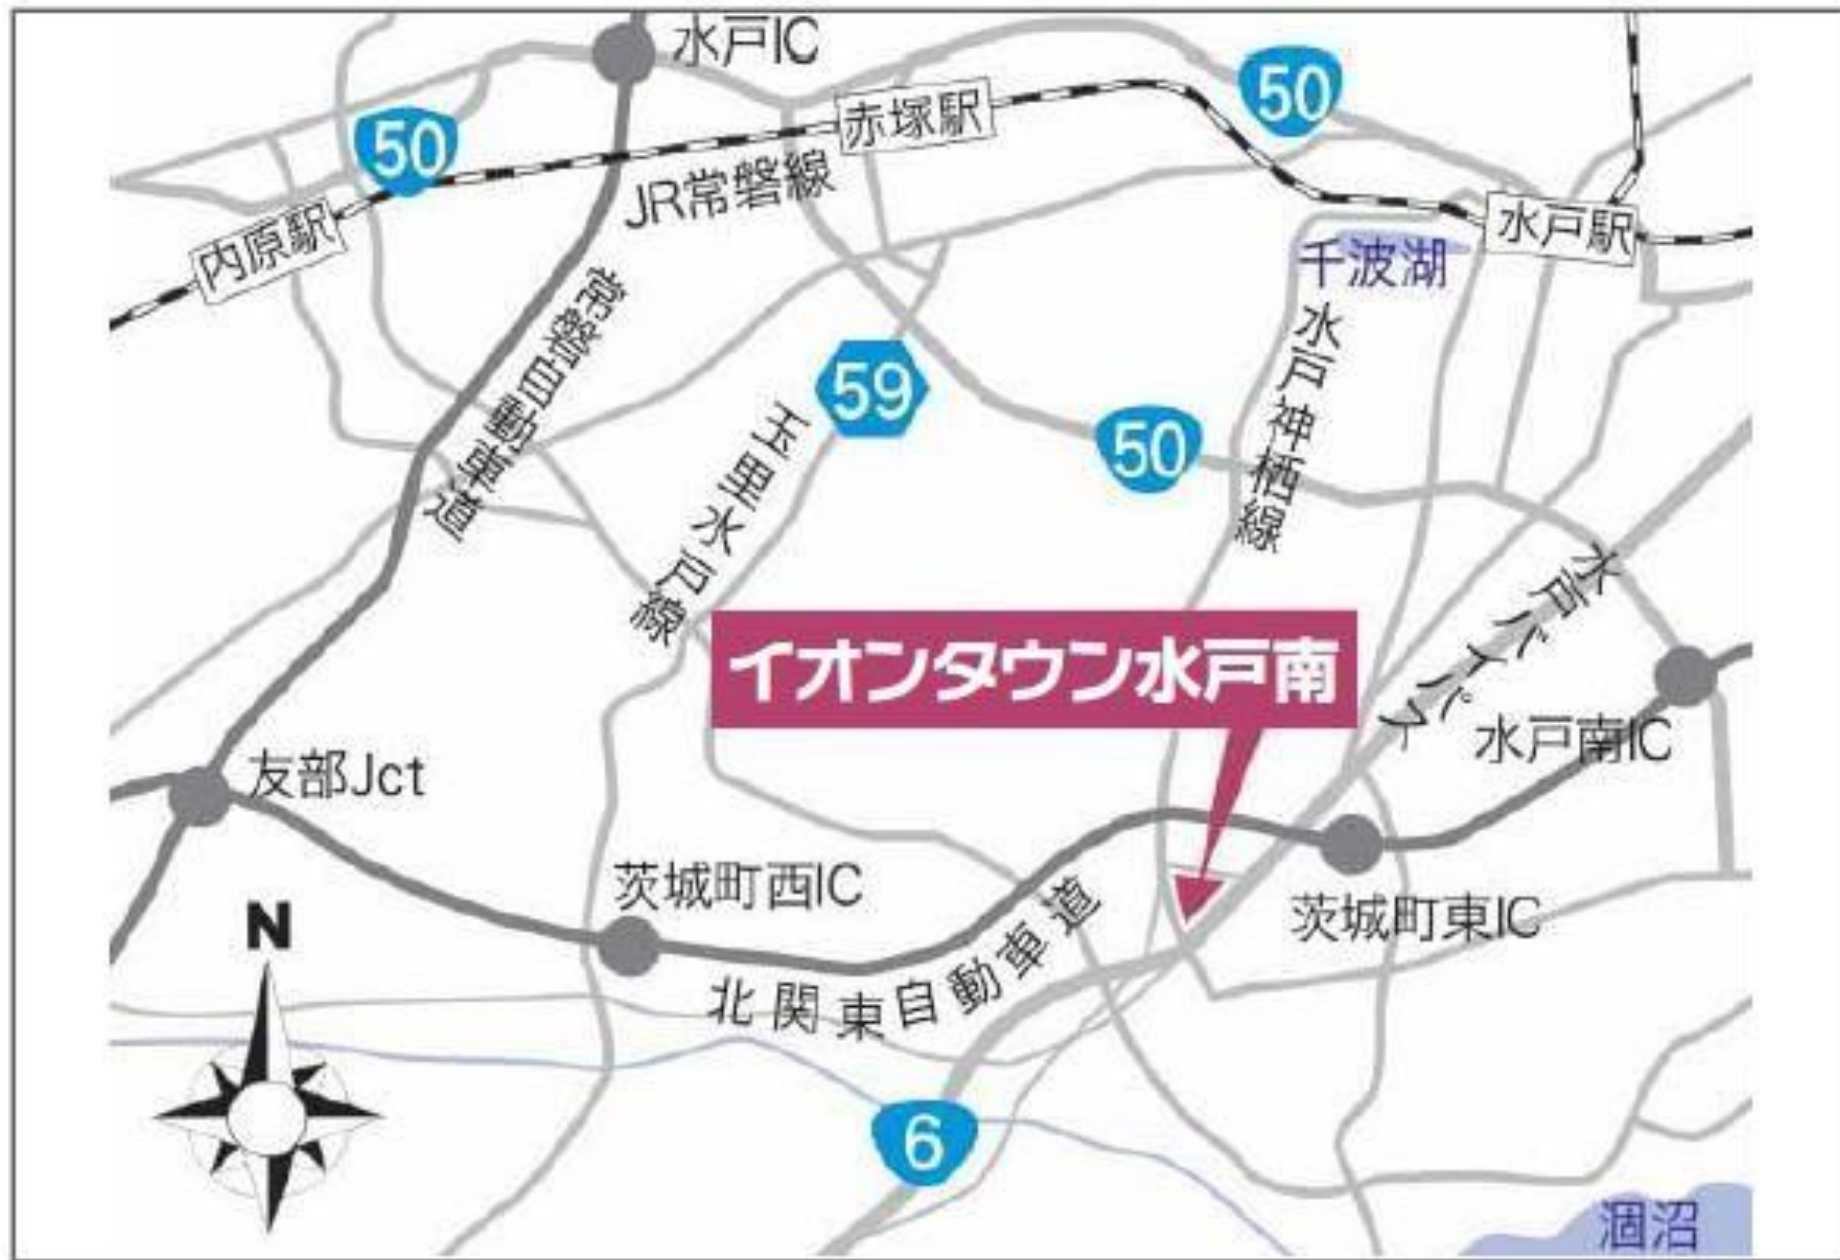 水戸IC
50
50
赤塚駅
JR常磐線
内原駅
水戸駅
千波湖
常磐自動車道
59
玉里水戸線
水戸神栖線
50
水戸バイパス
イオンタウン水戸南
水戸南IC
友部Jct
茨城町西IC
茨城町東IC
北関東自動車道
N
6
涸沼